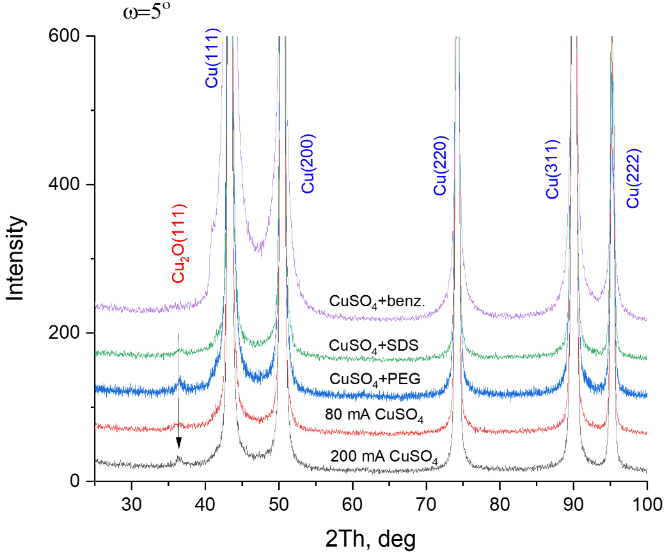 ω=5°
600
400
200
0
Intensity
Cu(111)
Cu(200)
Cu(220)
Cu(311)
Cu(222)
Cu₂O(111)
CuSO₄+benz.
CuSO₄+SDS
CuSO₄+PEG
80 mA CuSO₄
200 mA CuSO₄
30 40 50 60 70 80 90 100
2Th, deg